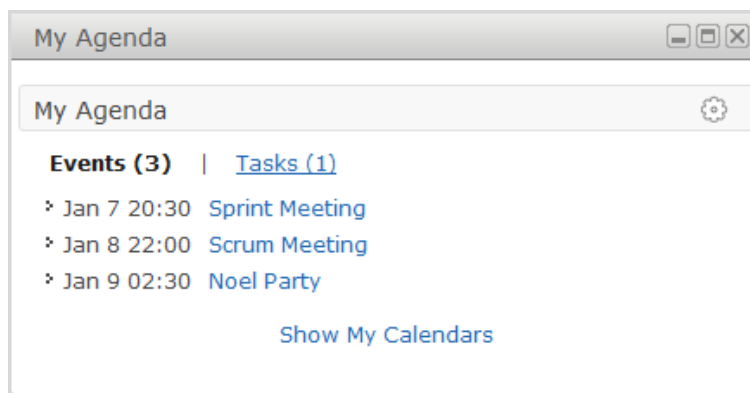 My Agenda
My Agenda
Events (3) | Tasks (1)
Jan 7 20:30 Sprint Meeting
Jan 8 22:00 Scrum Meeting
Jan 9 02:30 Noel Party
Show My Calendars